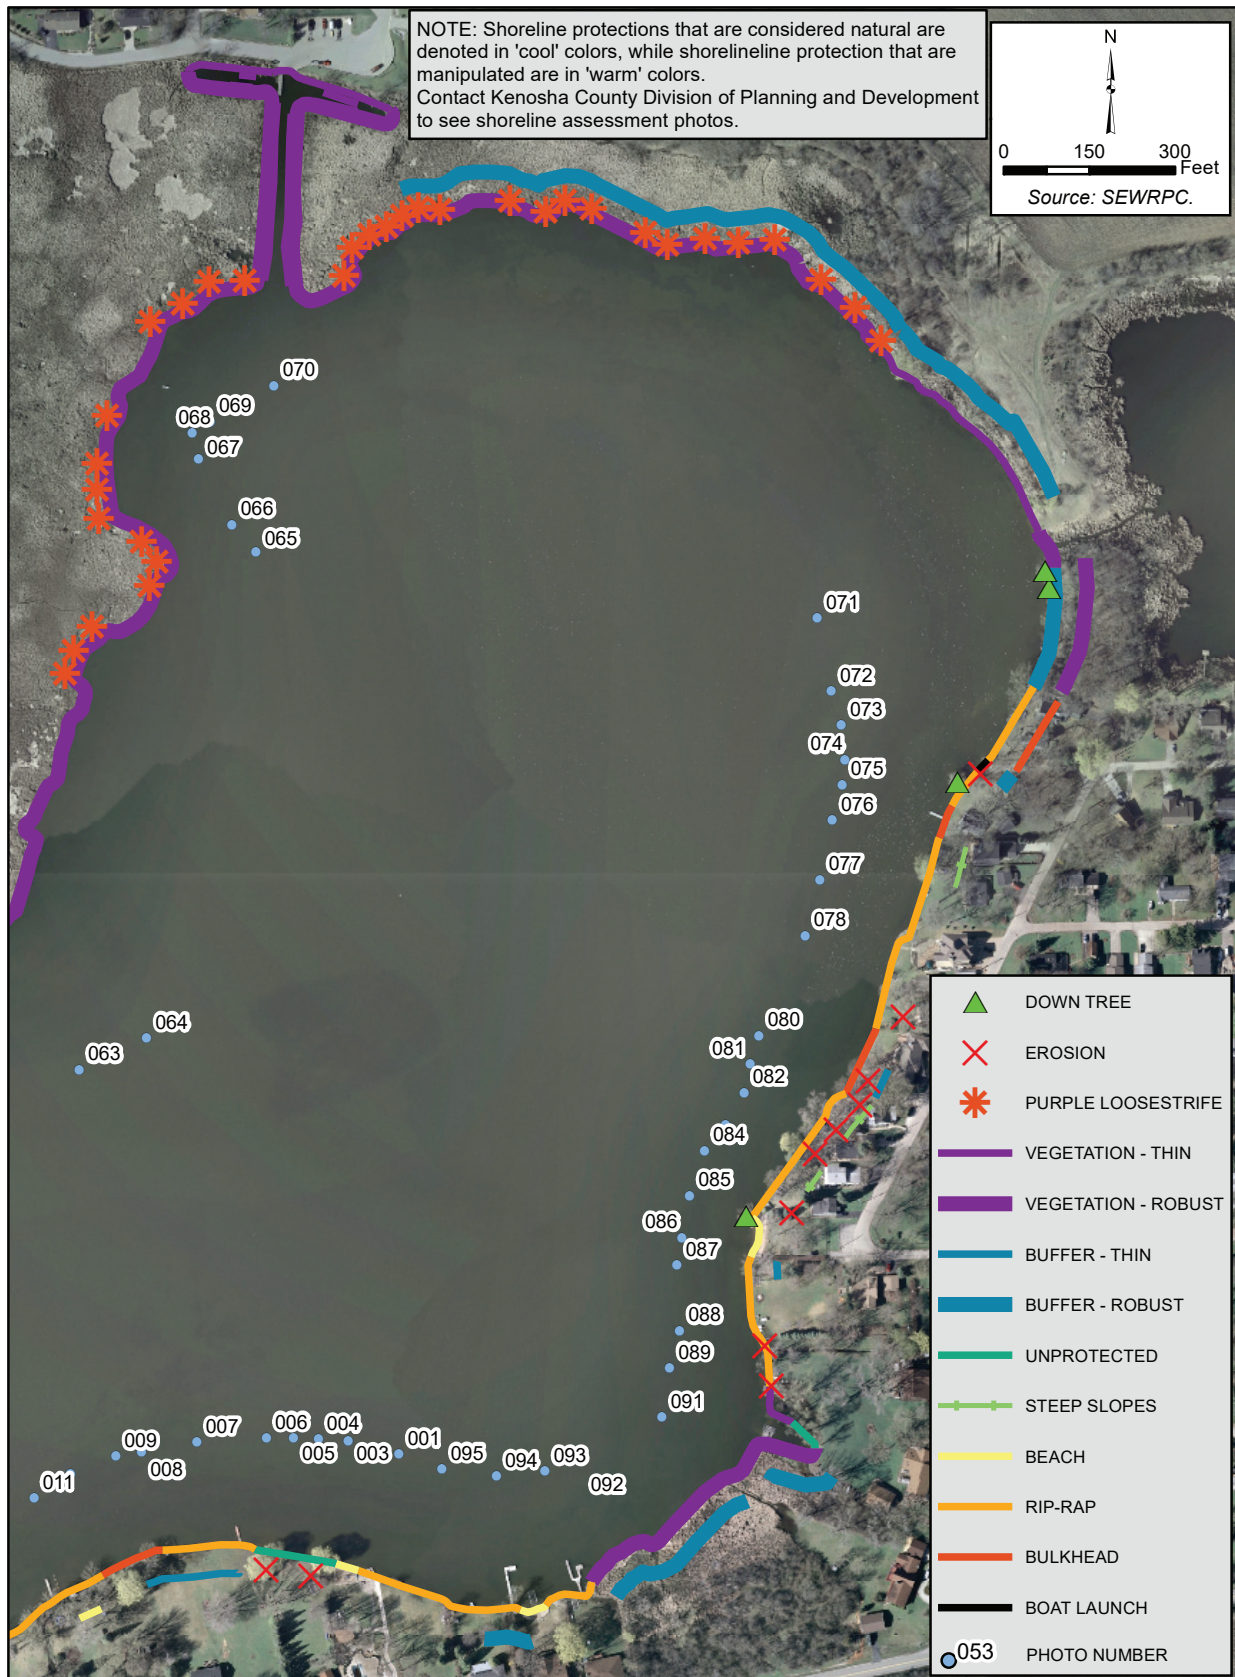 NOTE: Shoreline protections that are considered natural are
denoted in 'cool' colors, while shorelineline protection that are
manipulated are in 'warm' colors.
Contact Kenosha County Division of Planning and Development
to see shoreline assessment photos.
N
0 150 300
Feet
Source: SEWRPC.
070
069
068
067
066
065
071
072
073
074
075
076
077
078
064
063
080
081
082
084
085
086
087
088
089
091
009
007
006
004
001
093
008
005
003
095
094
092
011
DOWN TREE
EROSION
PURPLE LOOSESTRIFE
VEGETATION - THIN
VEGETATION - ROBUST
BUFFER - THIN
BUFFER - ROBUST
UNPROTECTED
STEEP SLOPES
BEACH
RIP-RAP
BULKHEAD
BOAT LAUNCH
053 PHOTO NUMBER